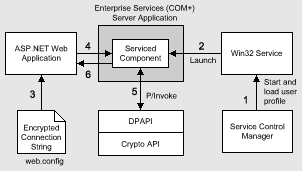 Enterprise Services (COM+)
Server Application
ASP.NET Web
Application
4
6
Serviced
Component
2
Launch
Win32 Service
3
5
P/Invoke
1
Start and
load user
profile
Encrypted
Connection
String
web.config
DPAPI
Crypto API
Service Control
Manager